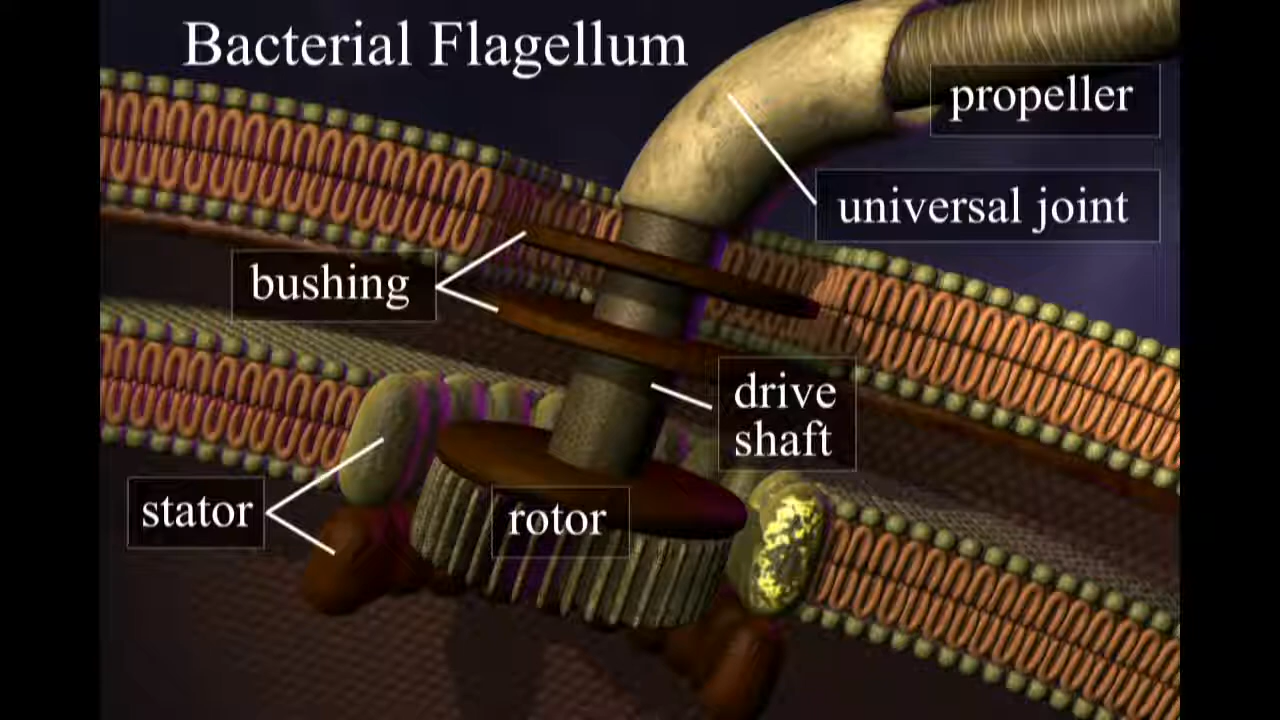 Bacterial Flagellum
propeller
universal joint
bushing
drive
shaft
stator
rotor